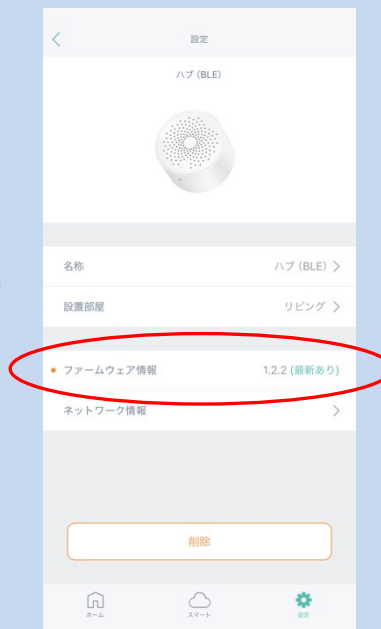 設定
ハブ (BLE)
名称 ハブ (BLE)
設置部屋 リビング
ファームウェア情報 1.2.2 (最新あり)
ネットワーク情報
削除
ホーム スマート 設定